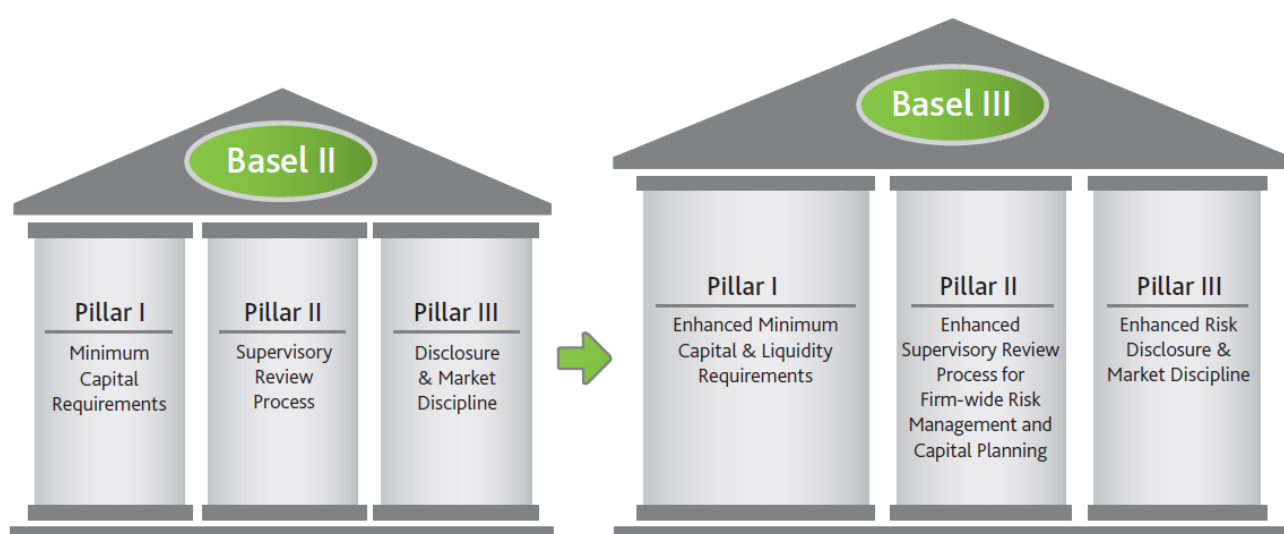 Basel II
Pillar I
Minimum
Capital
Requirements
Pillar II
Supervisory
Review
Process
Pillar III
Disclosure
& Market
Discipline
Basel III
Pillar I
Enhanced Minimum
Capital & Liquidity
Requirements
Pillar II
Enhanced
Supervisory Review
Process for
Firm-wide Risk
Management and
Capital Planning
Pillar III
Enhanced Risk
Disclosure &
Market Discipline